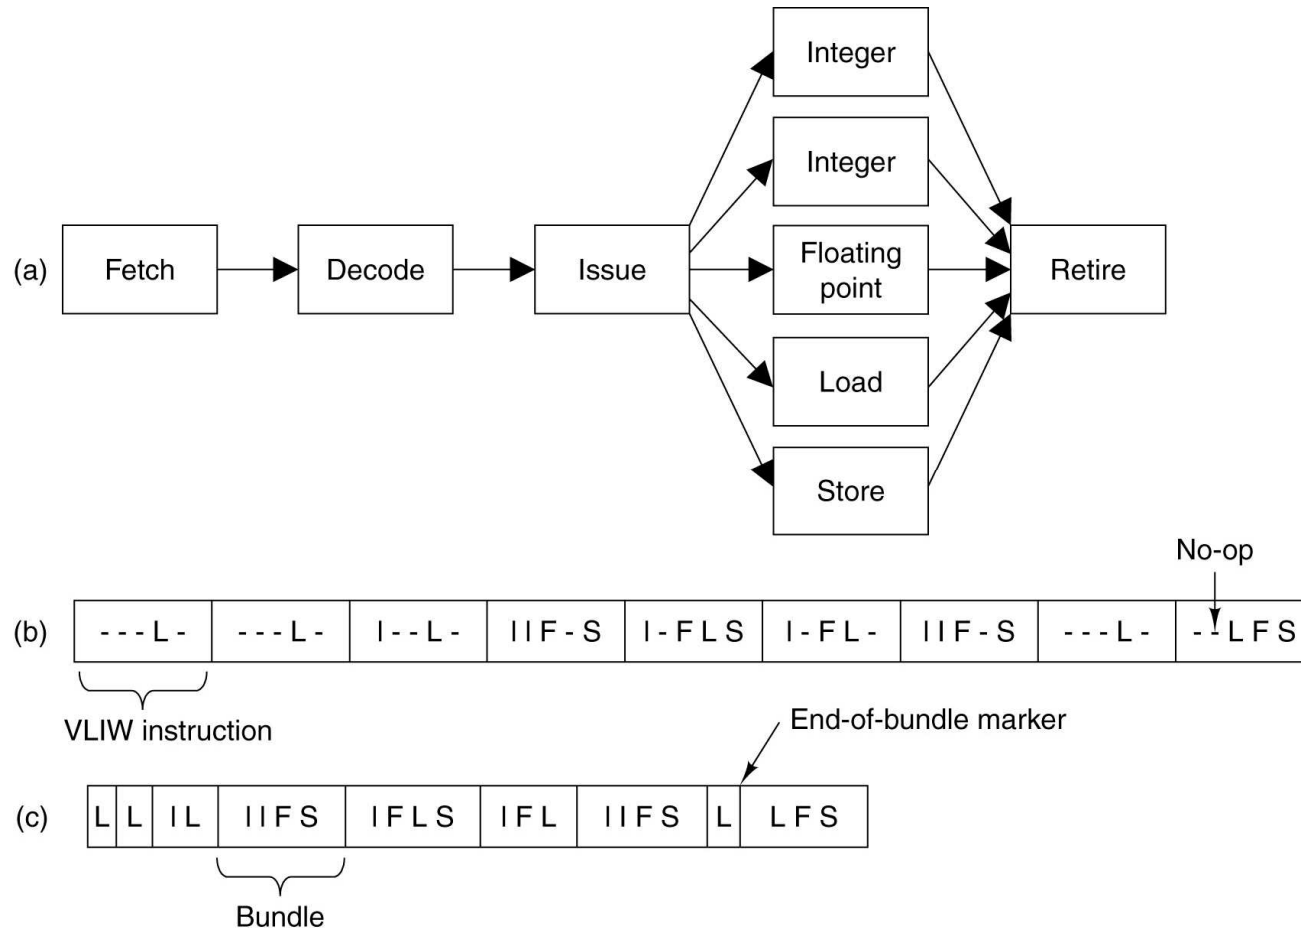 Integer
Integer
(a) Fetch Decode Issue Floating point Retire
Load
Store
No-op
(b) - - - L - - - - L - I - - L - I I F - S I - F L S I - F L - I I F - S - - - L - - - L F S
VLIW instruction
End-of-bundle marker
(c) L L I L I I F S I F L S I F L I I F S L L F S
Bundle